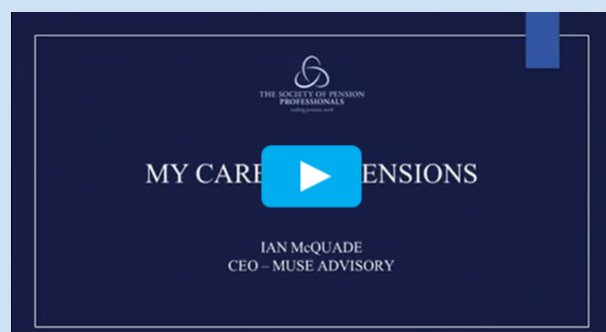 THE SOCIETY OF PENSION
PROFESSIONALS
making pensions work
MY CARE ENSIONS
IAN McQUADE
CEO – MUSE ADVISORY